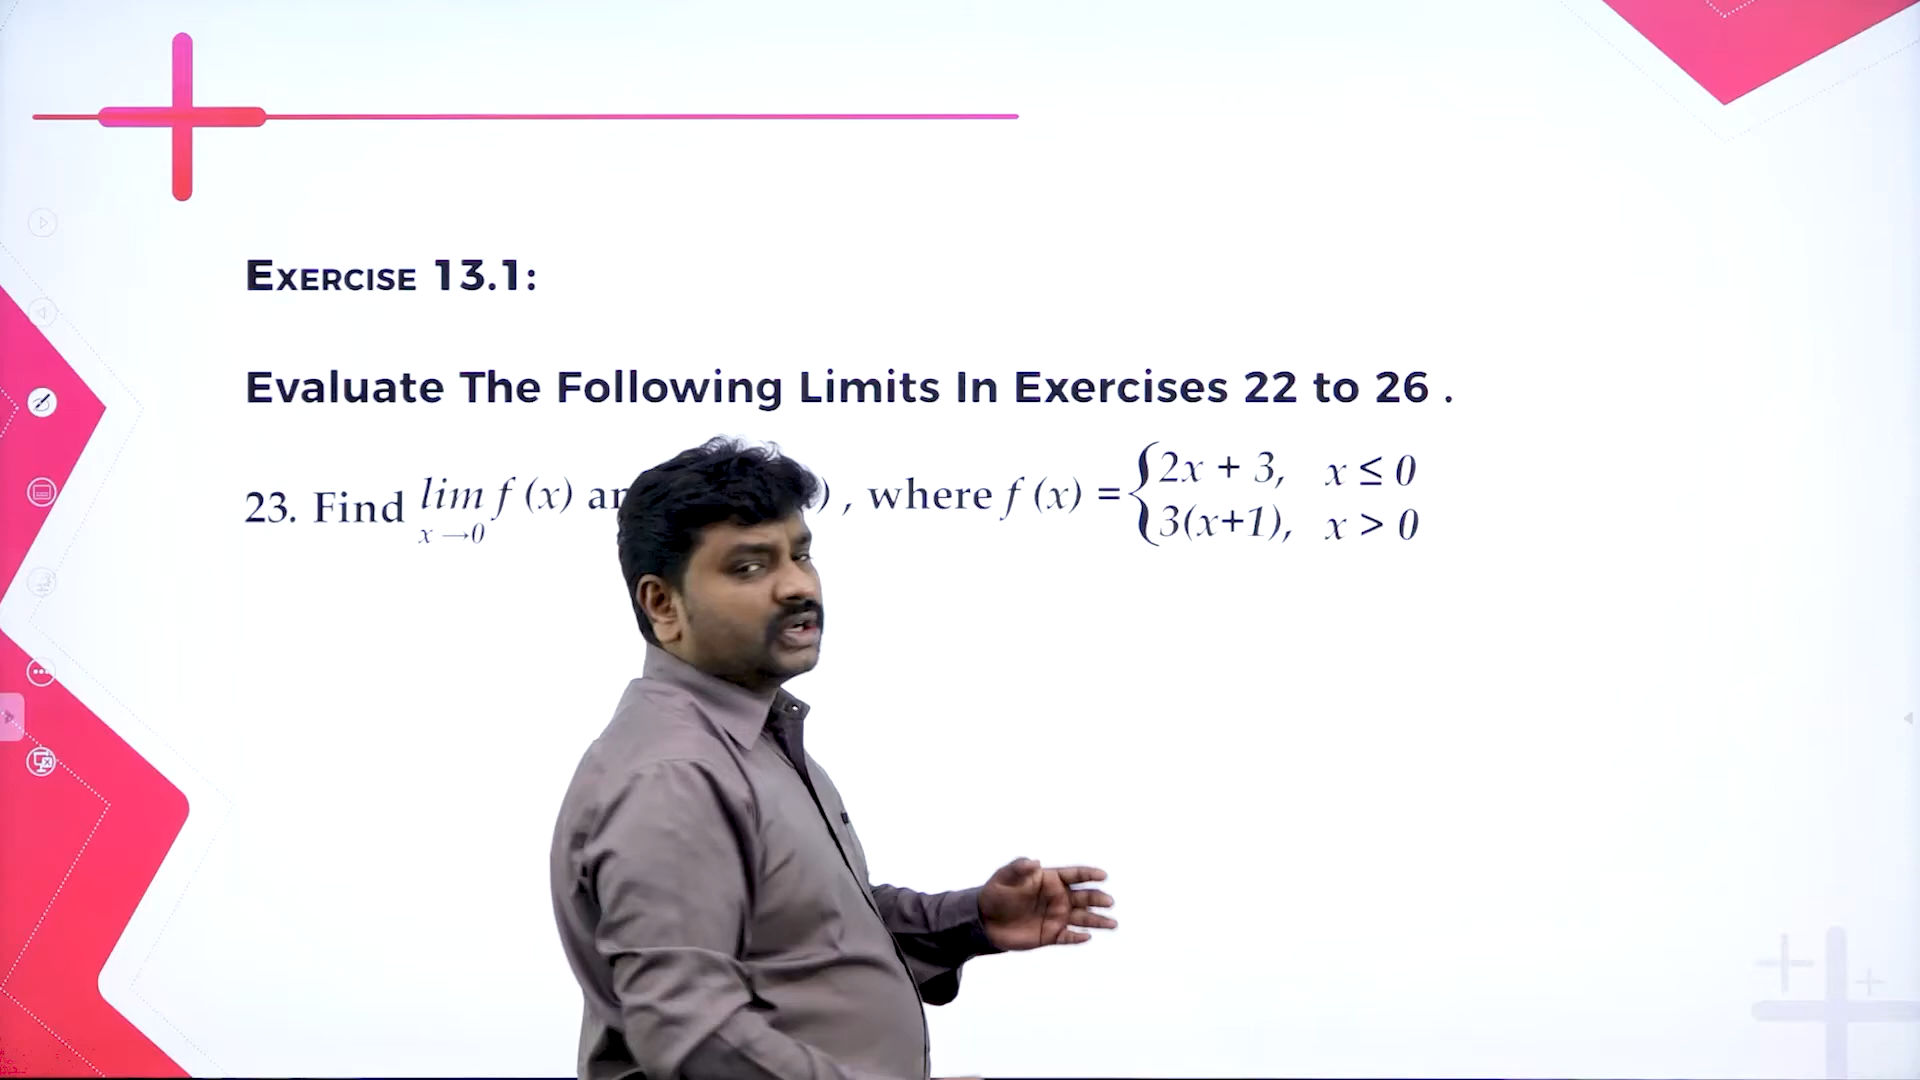 Exercise 13.1:
Evaluate The Following Limits In Exercises 22 to 26 .
23. Find lim f (x) , where f (x) = {2x + 3, x ≤ 0
x →0 3(x+1), x > 0